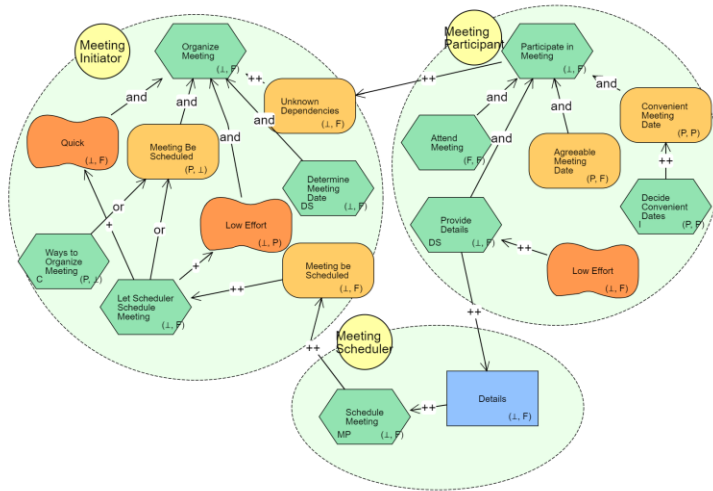 Meeting
Initiator
Organize
Meeting
(⊥, F)
++
++
Unknown
Dependencies
(⊥, F)
and
and
and
and
and
Quick
(⊥, F)
Meeting Be
Scheduled
(P, ⊥)
Determine
Meeting
Date
DS
(⊥, F)
or
+
or
Low Effort
(⊥, P)
Ways to
Organize
Meeting
C
(P, ⊥)
+
Let Scheduler
Schedule
Meeting
(⊥, F)
++
Meeting be
Scheduled
(⊥, F)
Meeting
Participant
Participate in
Meeting
(⊥, F)
and
and
and
and
Convenient
Meeting
Date
(P, P)
Attend
Meeting
(F, F)
Agreeable
Meeting
Date
(P, F)
++
Decide
Convenient
Dates
I
(P, P)
Provide
Details
DS
(⊥, F)
++
Low Effort
(⊥, F)
++
++
Meeting
Scheduler
Schedule
Meeting
MP
(⊥, F)
++
Details
(⊥, F)